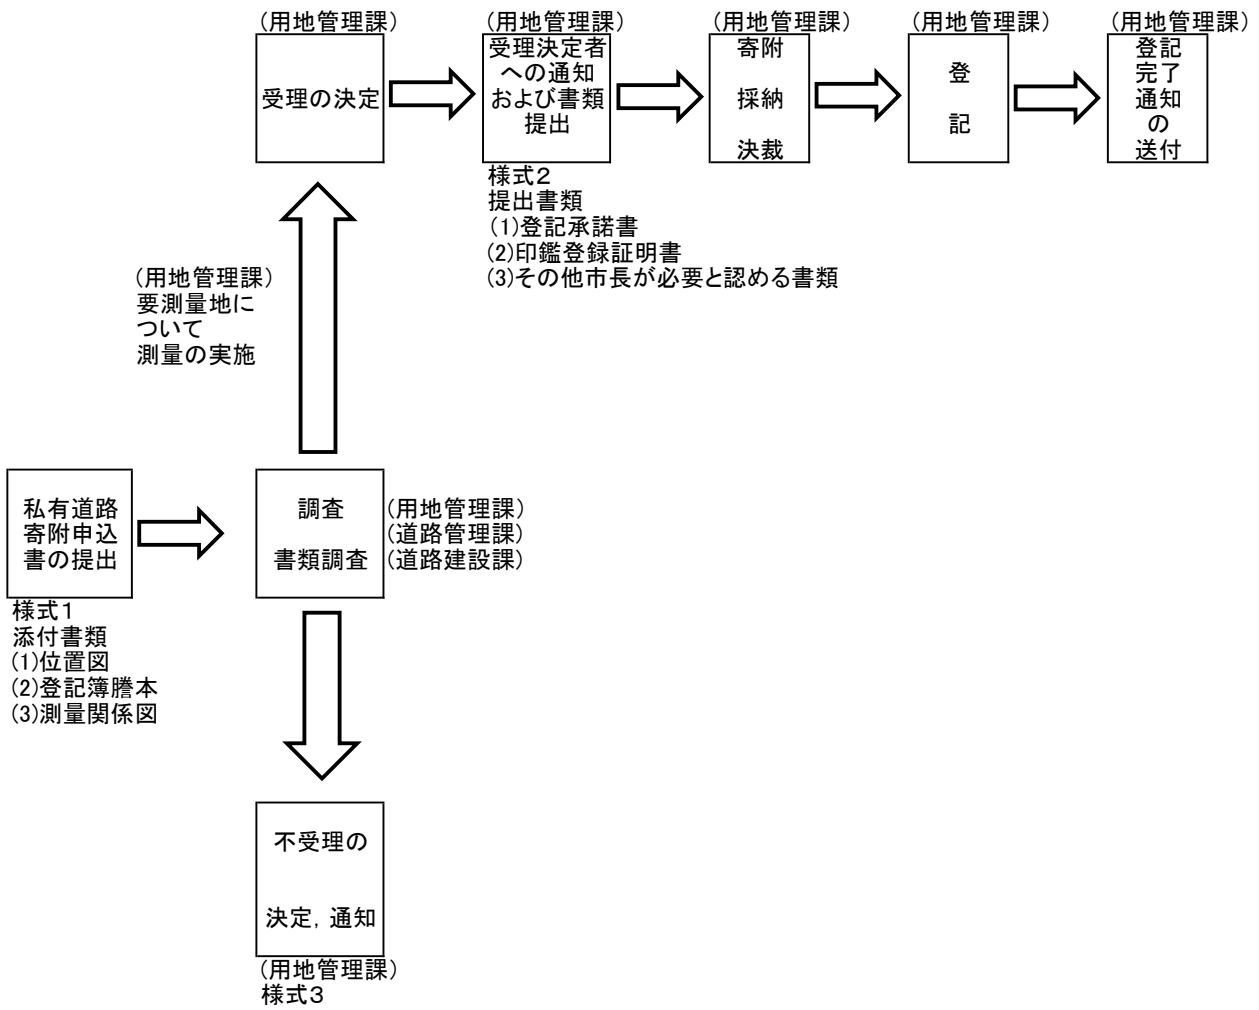 (用地管理課)
受理の決定
(用地管理課)
受理決定者
への通知
および書類
提出
様式2
提出書類
(1)登記承諾書
(2)印鑑登録証明書
(3)その他市長が必要と認める書類
(用地管理課)
寄附
採納
決裁
(用地管理課)
登
記
(用地管理課)
登記
完了
通知
の
送付
(用地管理課)
要測量地に
ついて
測量の実施
私有道路
寄附申込
書の提出
様式1
添付書類
(1)位置図
(2)登記簿謄本
(3)測量関係図
調査
書類調査
(用地管理課)
(道路管理課)
(道路建設課)
不受理の
決定,通知
(用地管理課)
様式3